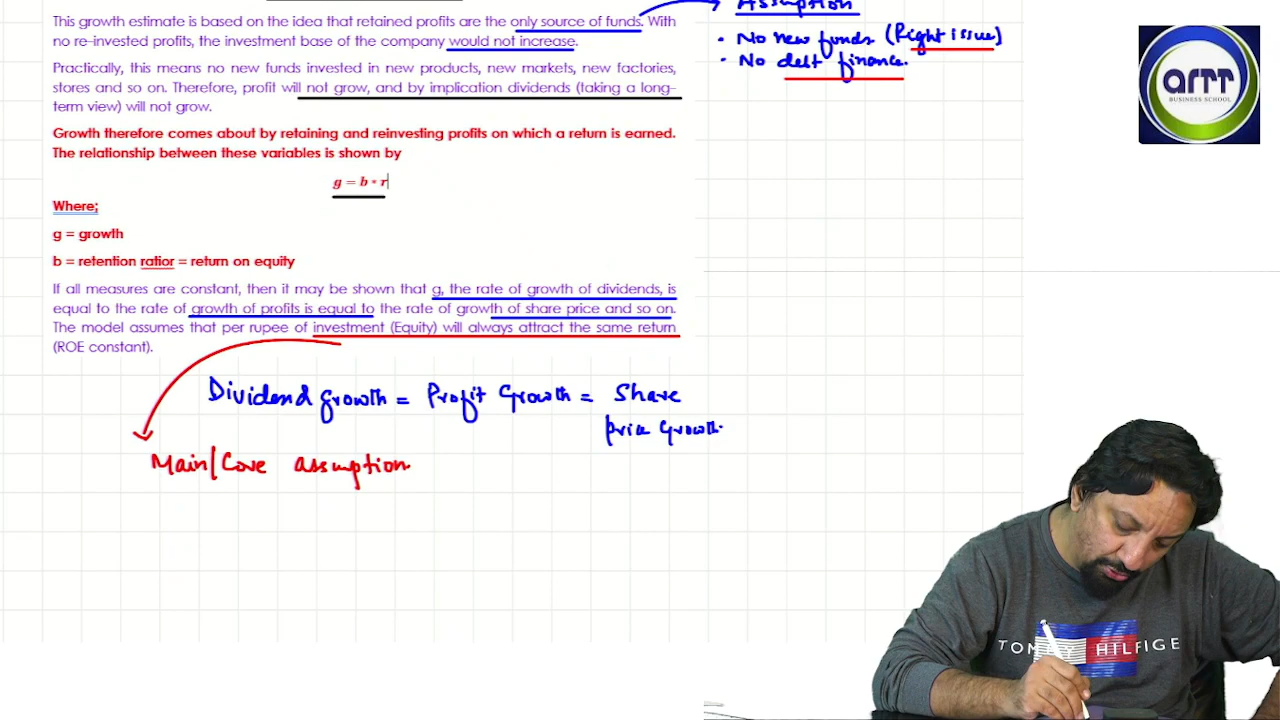 This growth estimate is based on the idea that retained profits are the only source of funds. With
no re-invested profits, the investment base of the company would not increase.
Practically, this means no new funds invested in new products, new markets, new factories,
stores and so on. Therefore, profit will not grow, and by implication dividends (taking a long-
term view) will not grow.
Growth therefore comes about by retaining and reinvesting profits on which a return is earned.
The relationship between these variables is shown by
g = b * r
Where;
g = growth
b = retention ratior = return on equity
If all measures are constant, then it may be shown that g, the rate of growth of dividends, is
equal to the rate of growth of profits is equal to the rate of growth of share price and so on.
The model assumes that per rupee of investment (Equity) will always attract the same return
(ROE constant).
Dividend growth = Profit Growth = Share
price Growth.
Main/Core assumption
Assumption
• No new funds (Right issue)
• No debt finance.
artt
BUSINESS SCHOOL
TOMMY HILFIGE